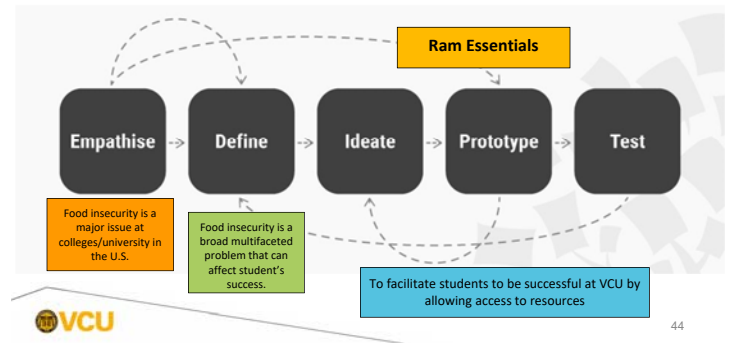 Ram Essentials
Empathise
Define
Ideate
Prototype
Test
Food insecurity is a
major issue at
colleges/university in
the U.S.
Food insecurity is a
broad multifaceted
problem that can
affect student's
success.
To facilitate students to be successful at VCU by
allowing access to resources
VCU
44